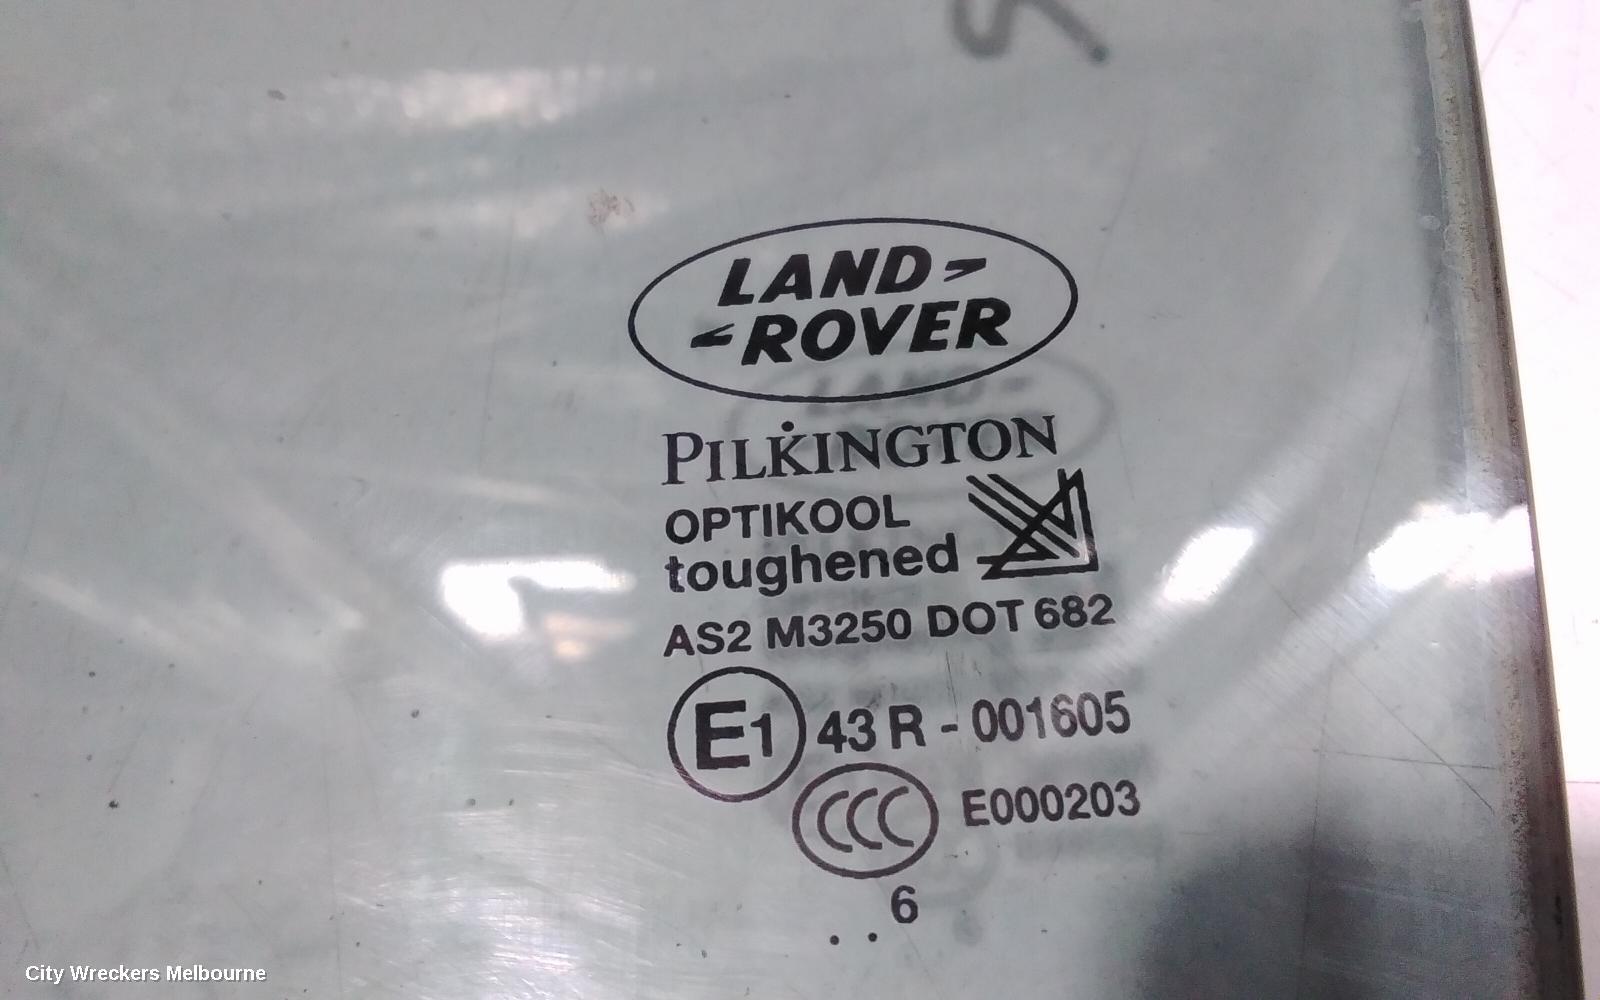 LAND
ROVER
PILKINGTON
OPTIKOOL
toughened
AS2 M3250 DOT 682
E1 43 R - 001605
CCC E000203
6
. .
City Wreckers Melbourne